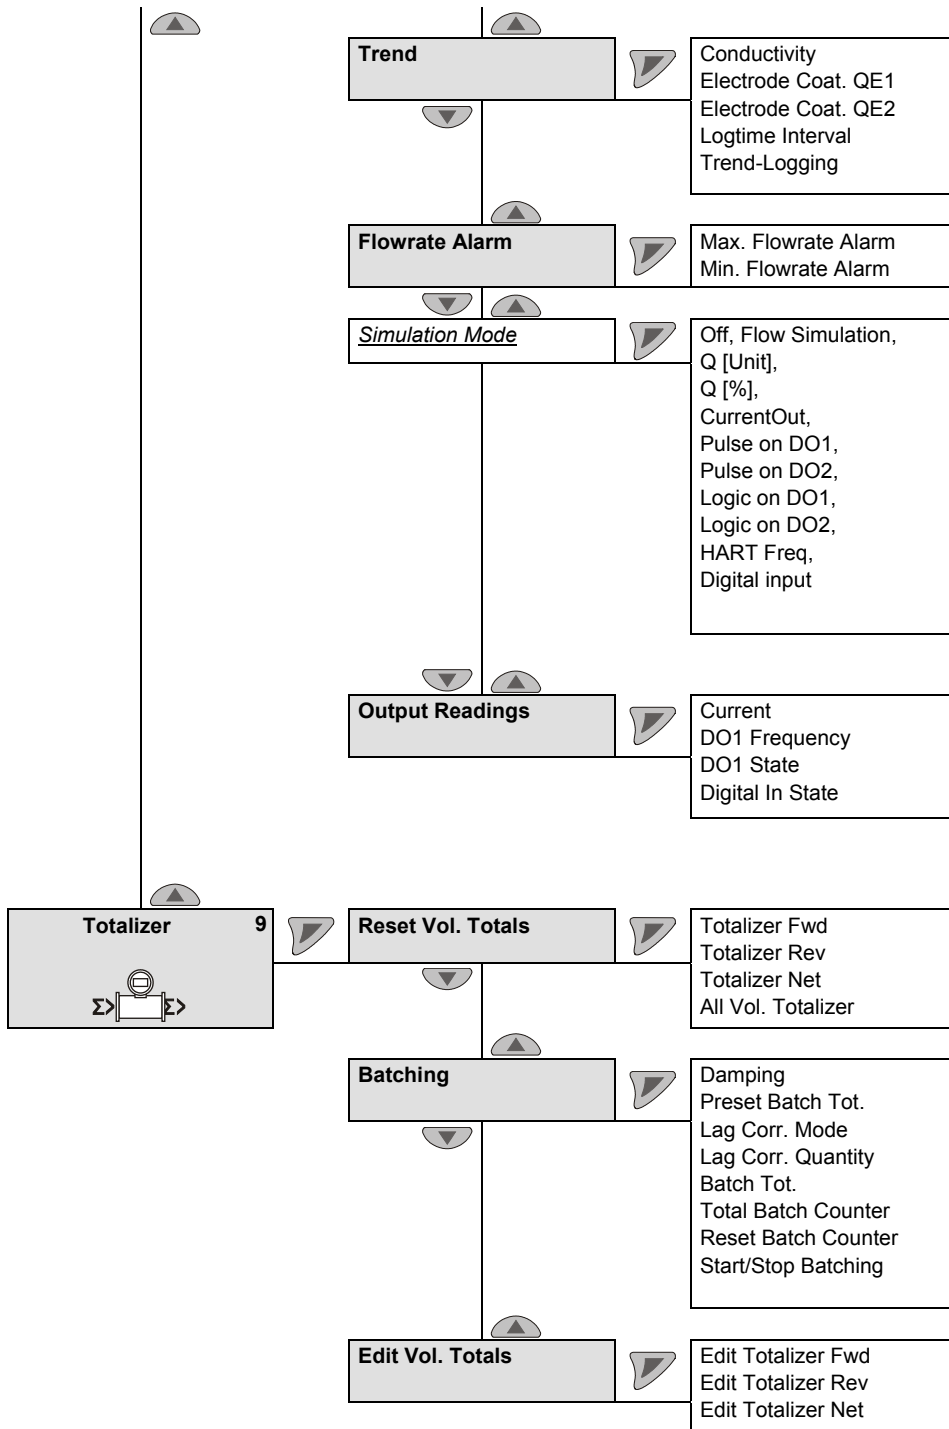 Trend
Conductivity
Electrode Coat. QE1
Electrode Coat. QE2
Logtime Interval
Trend-Logging
Flowrate Alarm
Max. Flowrate Alarm
Min. Flowrate Alarm
Simulation Mode
Off, Flow Simulation,
Q [Unit],
Q [%],
CurrentOut,
Pulse on DO1,
Pulse on DO2,
Logic on DO1,
Logic on DO2,
HART Freq,
Digital input
Output Readings
Current
DO1 Frequency
DO1 State
Digital In State
Totalizer 9
Σ> Σ>
Reset Vol. Totals
Totalizer Fwd
Totalizer Rev
Totalizer Net
All Vol. Totalizer
Batching
Damping
Preset Batch Tot.
Lag Corr. Mode
Lag Corr. Quantity
Batch Tot.
Total Batch Counter
Reset Batch Counter
Start/Stop Batching
Edit Vol. Totals
Edit Totalizer Fwd
Edit Totalizer Rev
Edit Totalizer Net